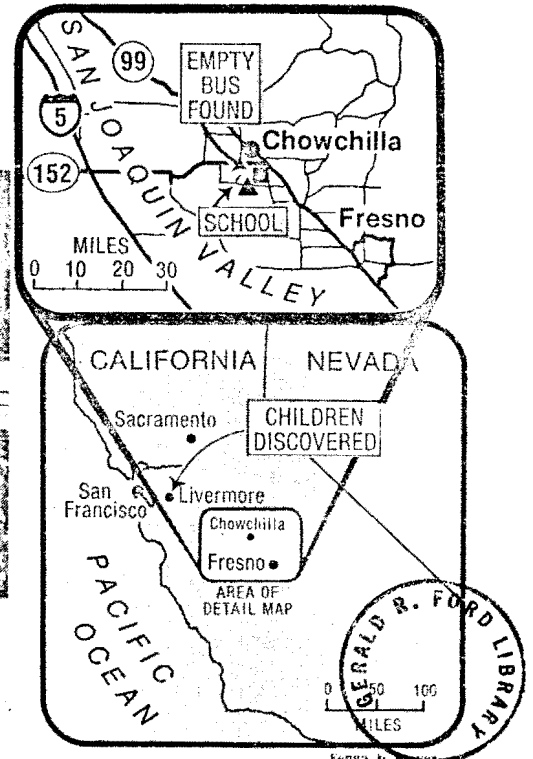 SAN JOAQUIN VALLEY
99
EMPTY
BUS
FOUND
5
Chowchilla
152
SCHOOL
Fresno
MILES
0 10 20 30
CALIFORNIA NEVADA
Sacramento
CHILDREN
DISCOVERED
San
Francisco
Livermore
Chowchilla
Fresno
AREA OF
DETAIL MAP
PACIFIC
OCEAN
0 50 100
MILES
GERALD R. FORD LIBRARY